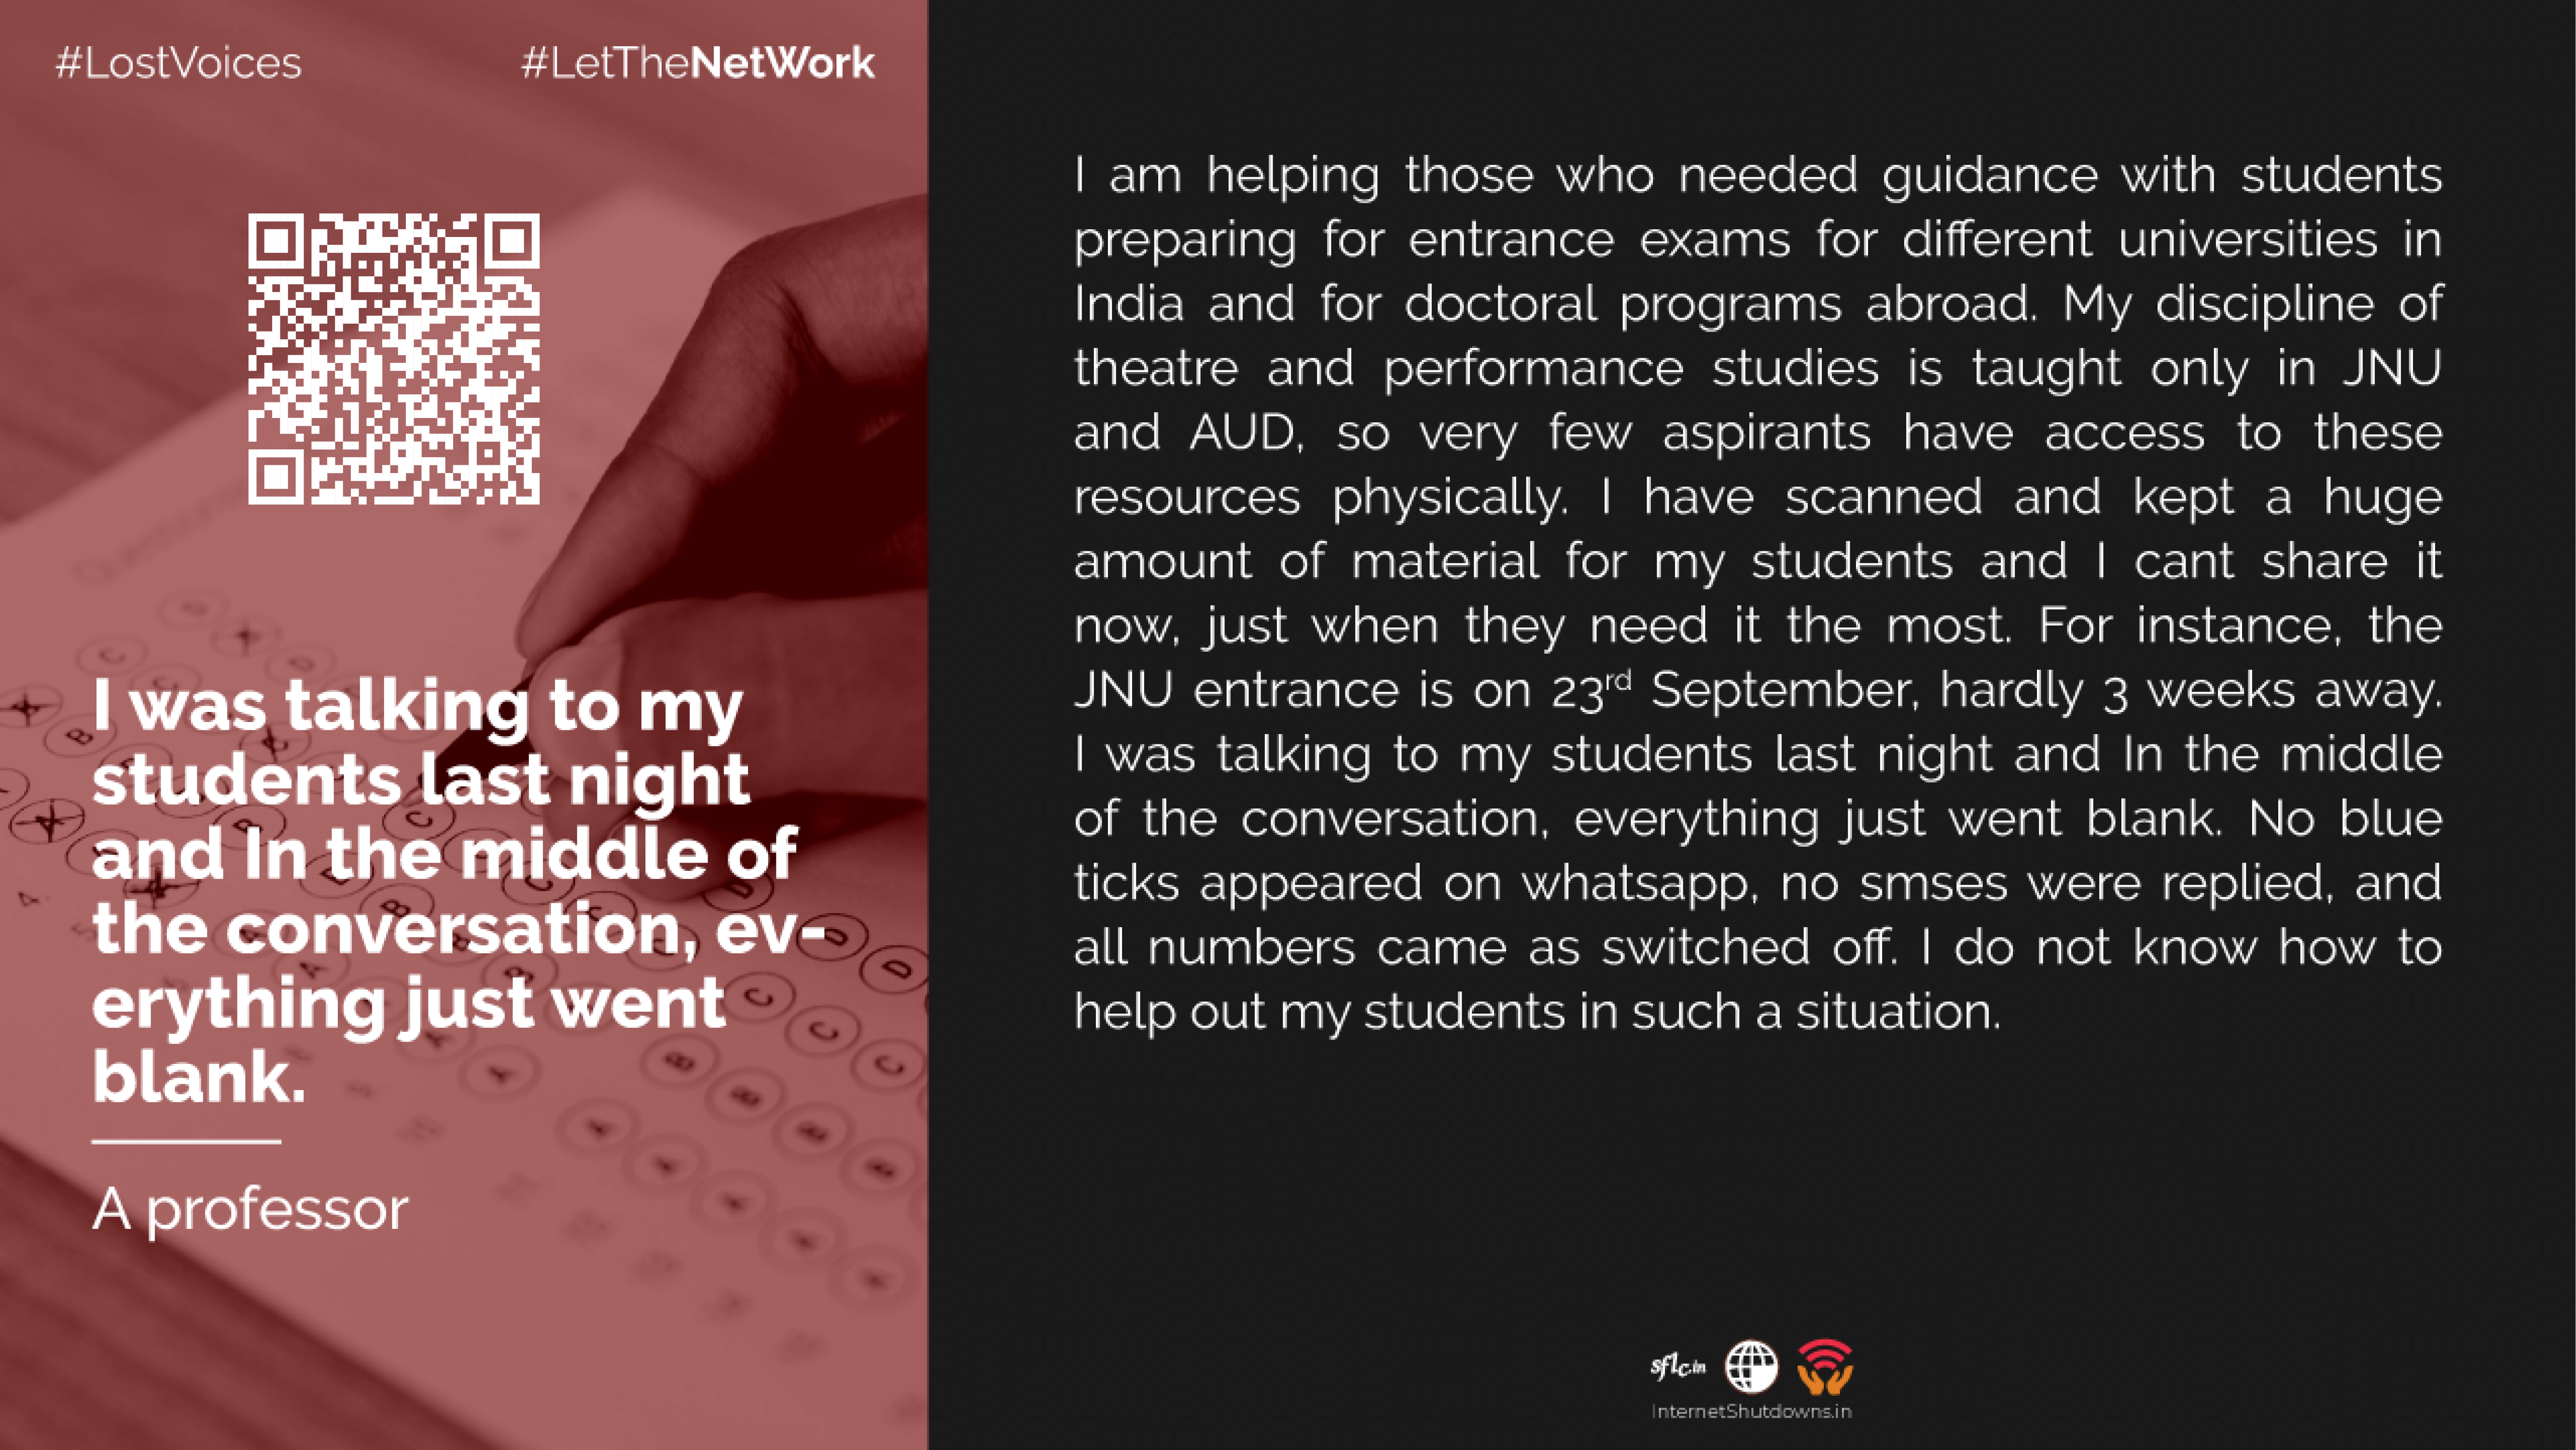 #LostVoices
#LetTheNetWork
I was talking to my
students last night
and In the middle of
the conversation, ev-
erything just went
blank.
A professor
I am helping those who needed guidance with students
preparing for entrance exams for different universities in
India and for doctoral programs abroad. My discipline of
theatre and performance studies is taught only in JNU
and AUD, so very few aspirants have access to these
resources physically. I have scanned and kept a huge
amount of material for my students and I cant share it
now, just when they need it the most. For instance, the
JNU entrance is on 23rd September, hardly 3 weeks away.
I was talking to my students last night and In the middle
of the conversation, everything just went blank. No blue
ticks appeared on whatsapp, no smses were replied, and
all numbers came as switched off. I do not know how to
help out my students in such a situation.
sflc.in
InternetShutdowns.in